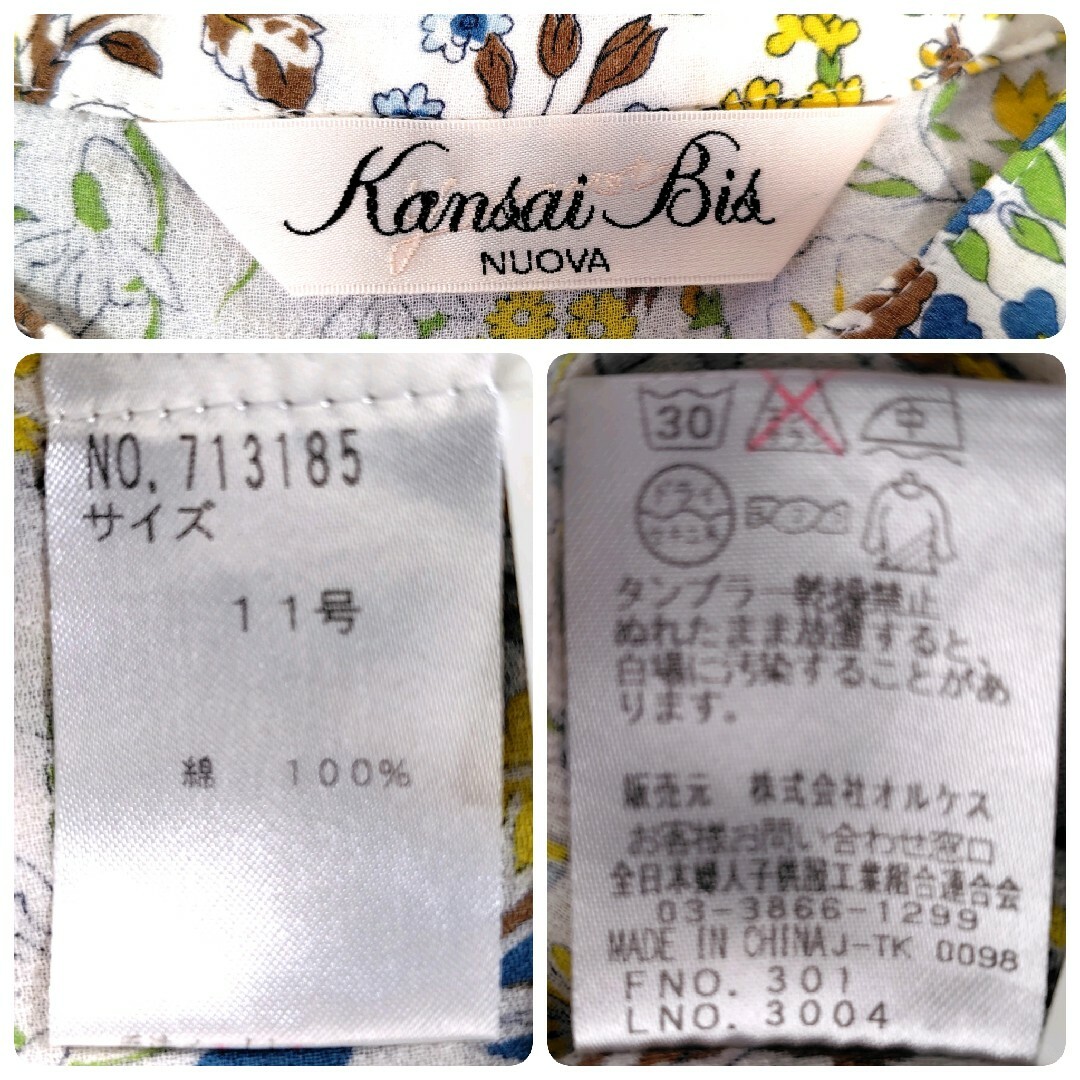 Kansai Bis
NUOVA
NO. 713185
サイズ
11号
綿 100%
30
中
ドライ
タンブラー乾燥禁止
ぬれたまま放置すると、
白場に汚染することがあ
ります。
販売元 株式会社オルケス
お客様お問い合わせ窓口
全日本婦人子供服工業組合連合会
03-3866-1299
MADE IN CHINA J-TK 0098
FNO. 301
LNO. 3004